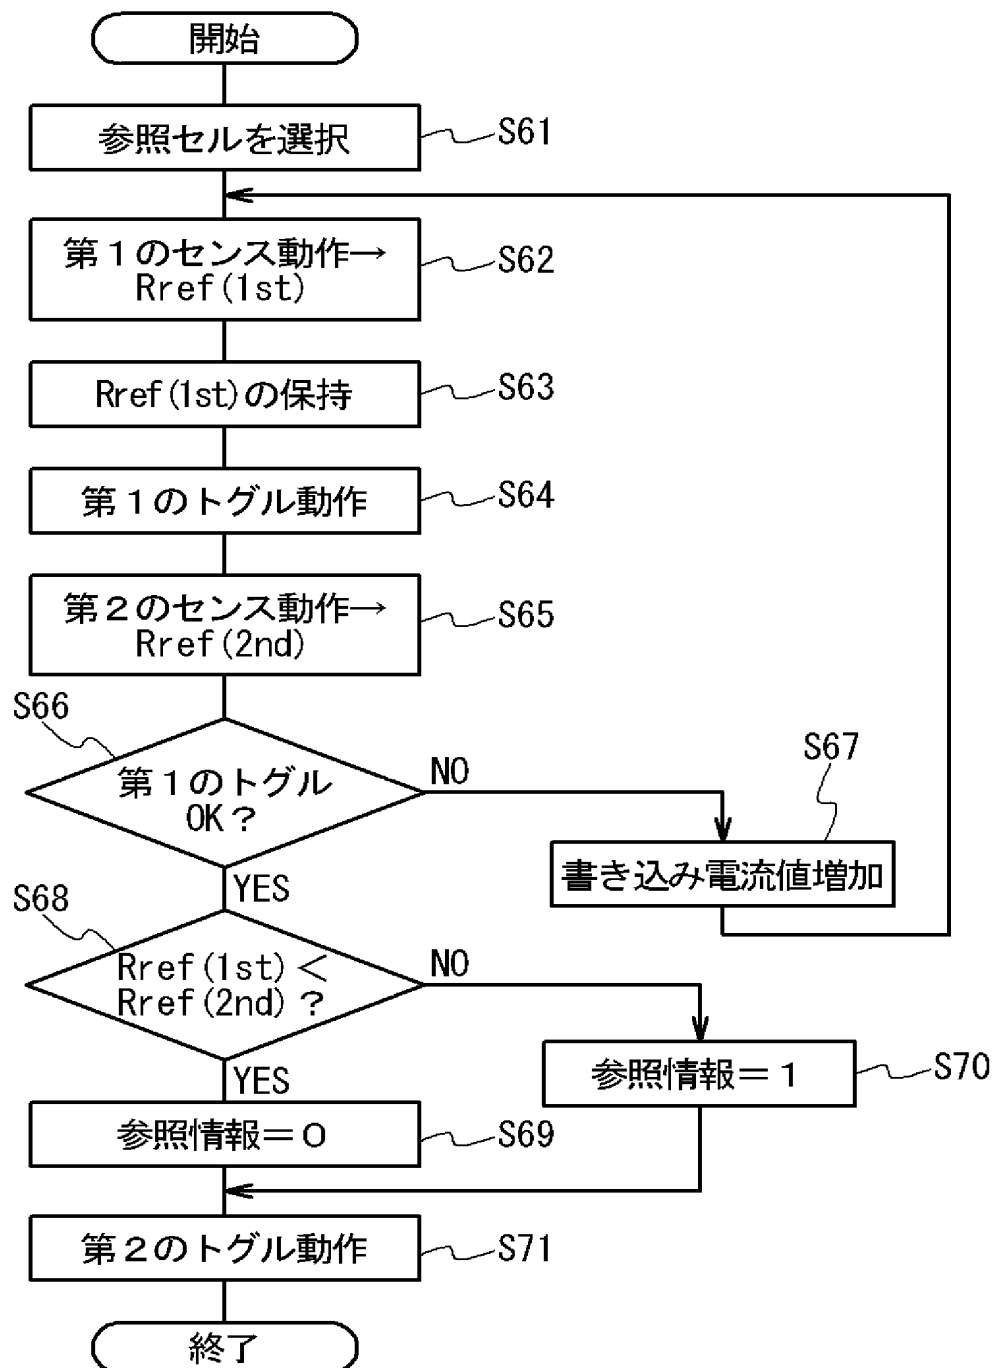 開始
参照セルを選択
S61
第１のセンス動作→
Rref(1st)
S62
Rref(1st)の保持
S63
第１のトグル動作
S64
第２のセンス動作→
Rref(2nd)
S65
S66
第１のトグル
OK？
NO
YES
S67
書き込み電流値増加
S68
Rref(1st)＜
Rref(2nd)？
NO
YES
参照情報＝１
S70
参照情報＝０
S69
第２のトグル動作
S71
終了